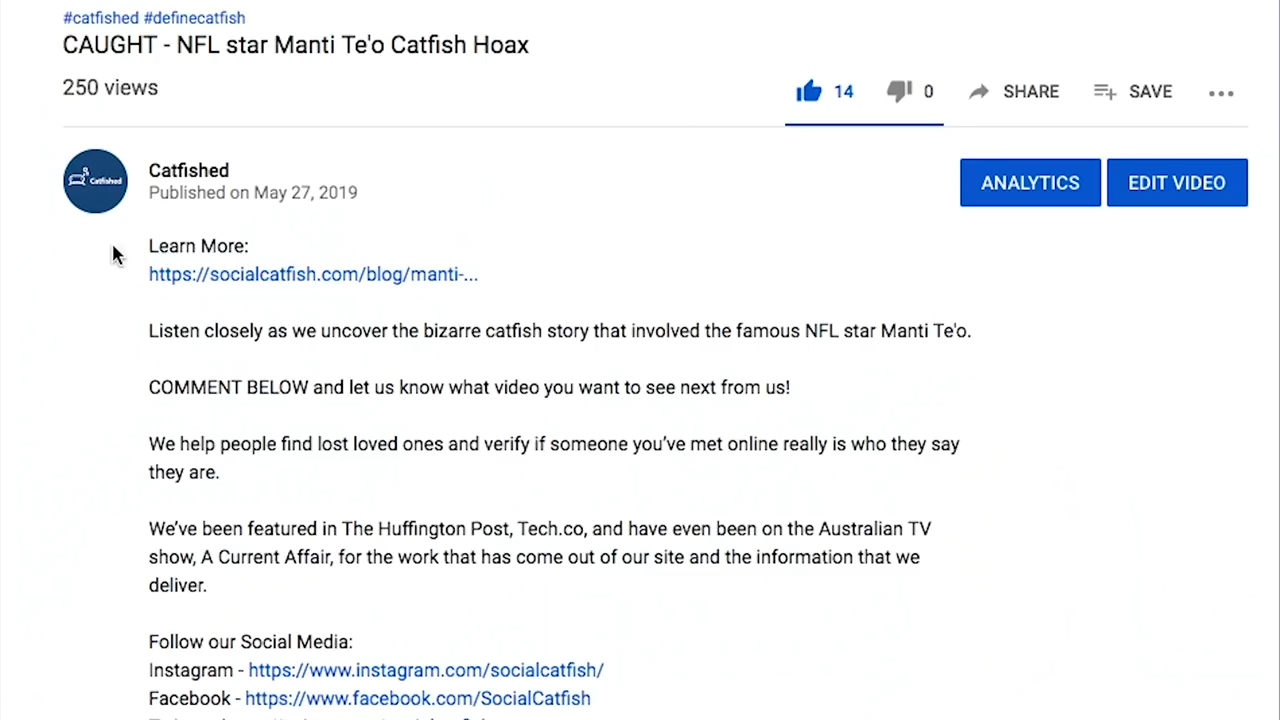 #catfished #definecatfish
CAUGHT - NFL star Manti Te'o Catfish Hoax
250 views
14 0 SHARE SAVE
Catfished
Catfished
Published on May 27, 2019
ANALYTICS EDIT VIDEO
Learn More:
https://socialcatfish.com/blog/manti-...
Listen closely as we uncover the bizarre catfish story that involved the famous NFL star Manti Te'o.
COMMENT BELOW and let us know what video you want to see next from us!
We help people find lost loved ones and verify if someone you’ve met online really is who they say
they are.
We’ve been featured in The Huffington Post, Tech.co, and have even been on the Australian TV
show, A Current Affair, for the work that has come out of our site and the information that we
deliver.
Follow our Social Media:
Instagram - https://www.instagram.com/socialcatfish/
Facebook - https://www.facebook.com/SocialCatfish